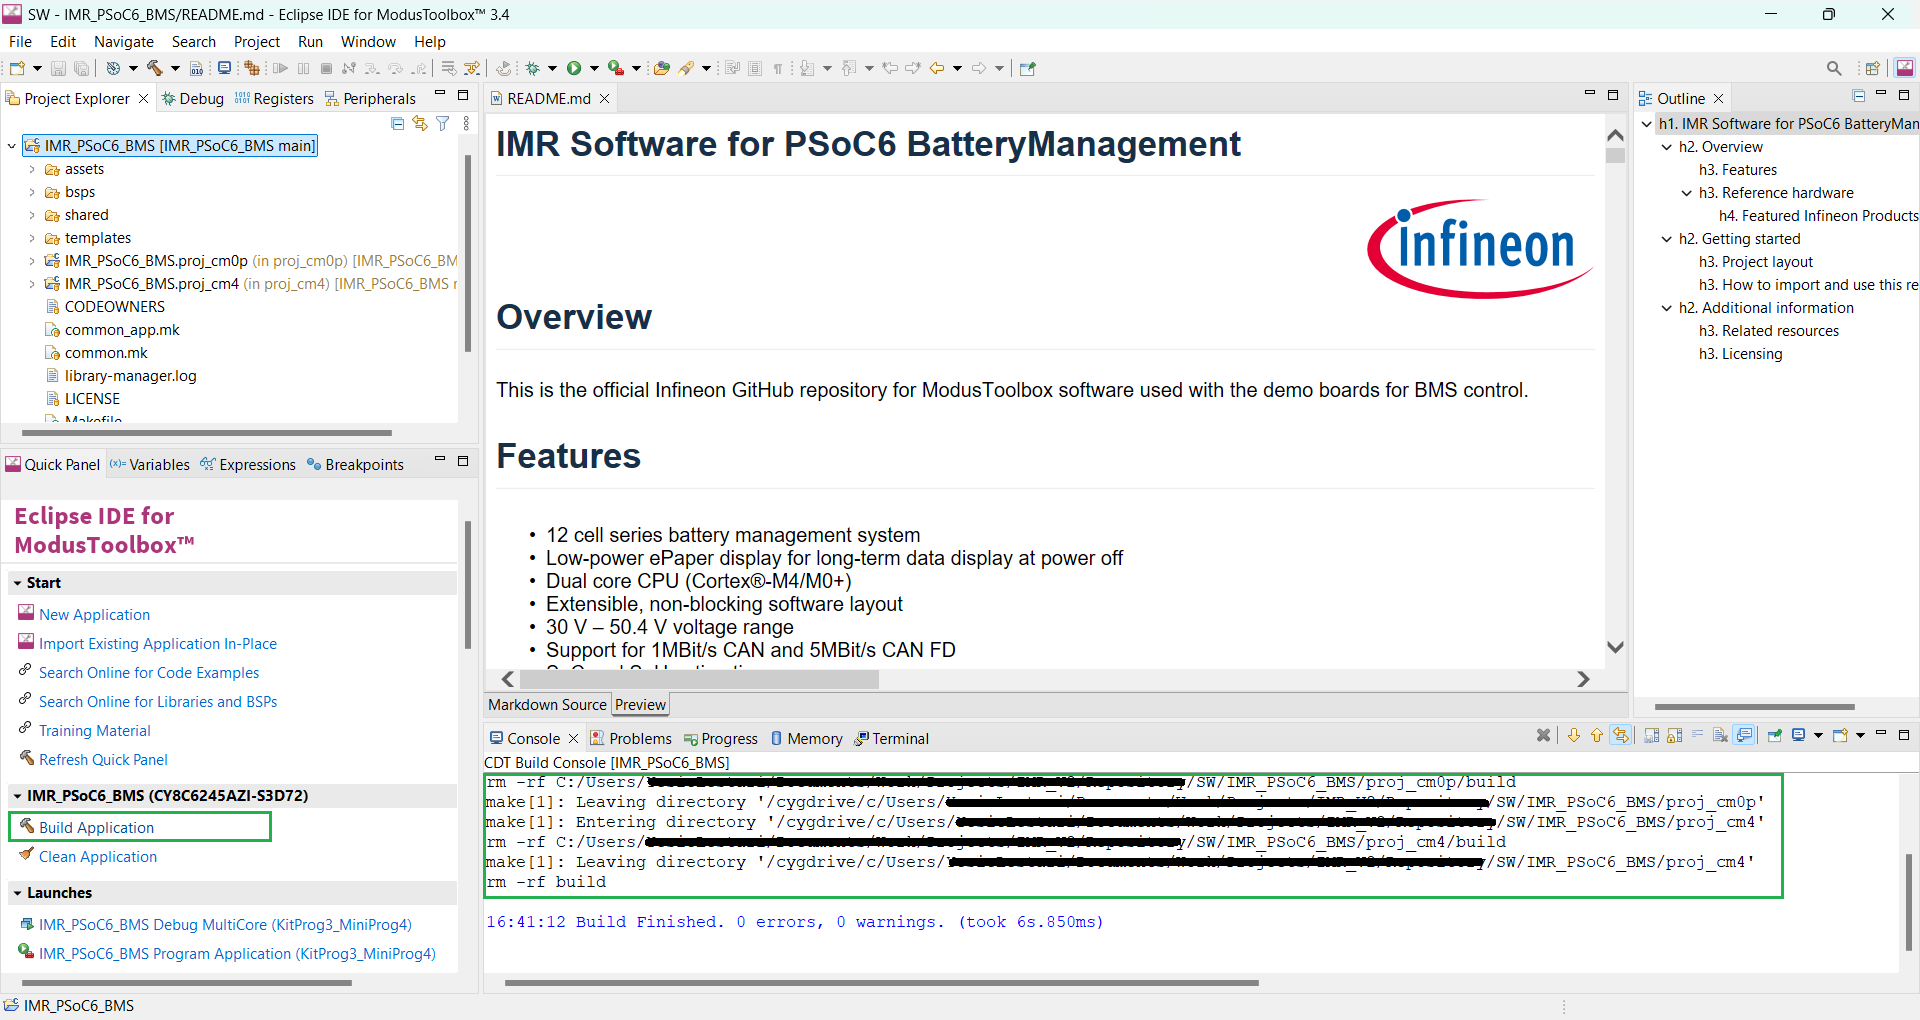 SW - IMR_PSoC6_BMS/README.md - Eclipse IDE for ModusToolbox™ 3.4
File Edit Navigate Search Project Run Window Help
Project Explorer Debug Registers Peripherals
IMR_PSoC6_BMS [IMR_PSoC6_BMS main]
assets
bsps
shared
templates
IMR_PSoC6_BMS.proj_cm0p (in proj_cm0p) [IMR_PSoC6_BM
IMR_PSoC6_BMS.proj_cm4 (in proj_cm4) [IMR_PSoC6_BMS
CODEOWNERS
common_app.mk
common.mk
library-manager.log
LICENSE
Makefile
Quick Panel Variables Expressions Breakpoints
Eclipse IDE for
ModusToolbox™
Start
New Application
Import Existing Application In-Place
Search Online for Code Examples
Search Online for Libraries and BSPs
Training Material
Refresh Quick Panel
IMR_PSoC6_BMS (CY8C6245AZI-S3D72)
Build Application
Clean Application
Launches
IMR_PSoC6_BMS Debug MultiCore (KitProg3_MiniProg4)
IMR_PSoC6_BMS Program Application (KitProg3_MiniProg4)
IMR_PSoC6_BMS
README.md
IMR Software for PSoC6 BatteryManagement
infineon
Overview
This is the official Infineon GitHub repository for ModusToolbox software used with the demo boards for BMS control.
Features
• 12 cell series battery management system
• Low-power ePaper display for long-term data display at power off
• Dual core CPU (Cortex®-M4/M0+)
• Extensible, non-blocking software layout
• 30 V – 50.4 V voltage range
• Support for 1MBit/s CAN and 5MBit/s CAN FD
Markdown Source Preview
Outline
h1. IMR Software for PSoC6 BatteryMan
h2. Overview
h3. Features
h3. Reference hardware
h4. Featured Infineon Products
h2. Getting started
h3. Project layout
h3. How to import and use this re
h2. Additional information
h3. Related resources
h3. Licensing
Console Problems Progress Memory Terminal
CDT Build Console [IMR_PSoC6_BMS]
rm -rf C:/Users/ /SW/IMR_PSoC6_BMS/proj_cm0p/build
make[1]: Leaving directory '/cygdrive/c/Users/ /SW/IMR_PSoC6_BMS/proj_cm0p'
make[1]: Entering directory '/cygdrive/c/Users/ /SW/IMR_PSoC6_BMS/proj_cm4'
rm -rf C:/Users/ /SW/IMR_PSoC6_BMS/proj_cm4/build
make[1]: Leaving directory '/cygdrive/c/Users/ /SW/IMR_PSoC6_BMS/proj_cm4'
rm -rf build
16:41:12 Build Finished. 0 errors, 0 warnings. (took 6s.850ms)